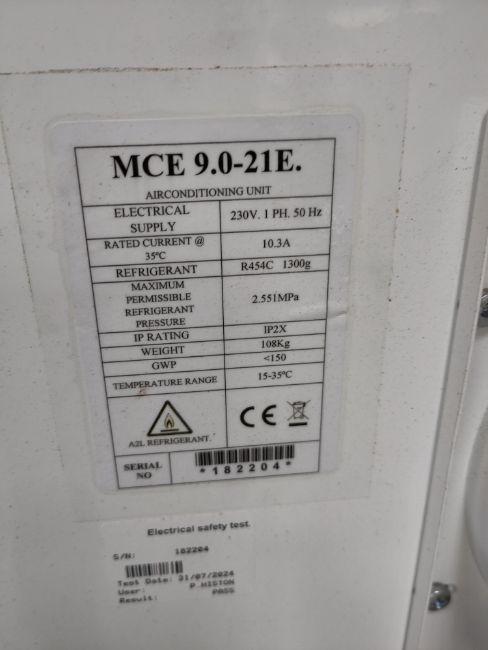 MCE 9.0-21E.
AIRCONDITIONING UNIT
ELECTRICAL
SUPPLY
230V. 1 PH. 50 Hz
RATED CURRENT @
35ºC
10.3A
REFRIGERANT
R454C 1300g
MAXIMUM
PERMISSIBLE
REFRIGERANT
PRESSURE
2.551MPa
IP RATING
IP2X
WEIGHT
108Kg
GWP
<150
TEMPERATURE RANGE
15-35ºC
A2L REFRIGERANT.
CE
SERIAL
NO
*182204*
Electrical safety test.
S/N: 182204
Test Date: 31/07/2024
User: P HISTON
Result: PASS